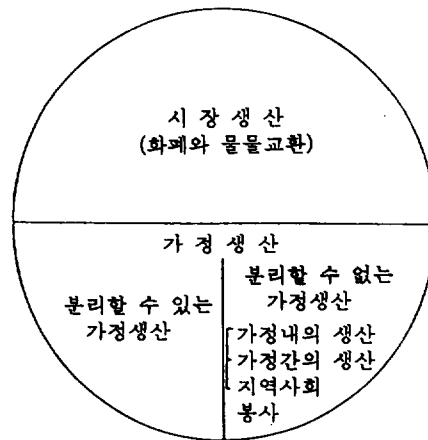 시 장 생 산
(화폐와 물물교환)
가 정 생 산
분리할 수 있는
가정생산
분리할 수 없는
가정생산
가정내의 생산
가정간의 생산
지역사회
봉사